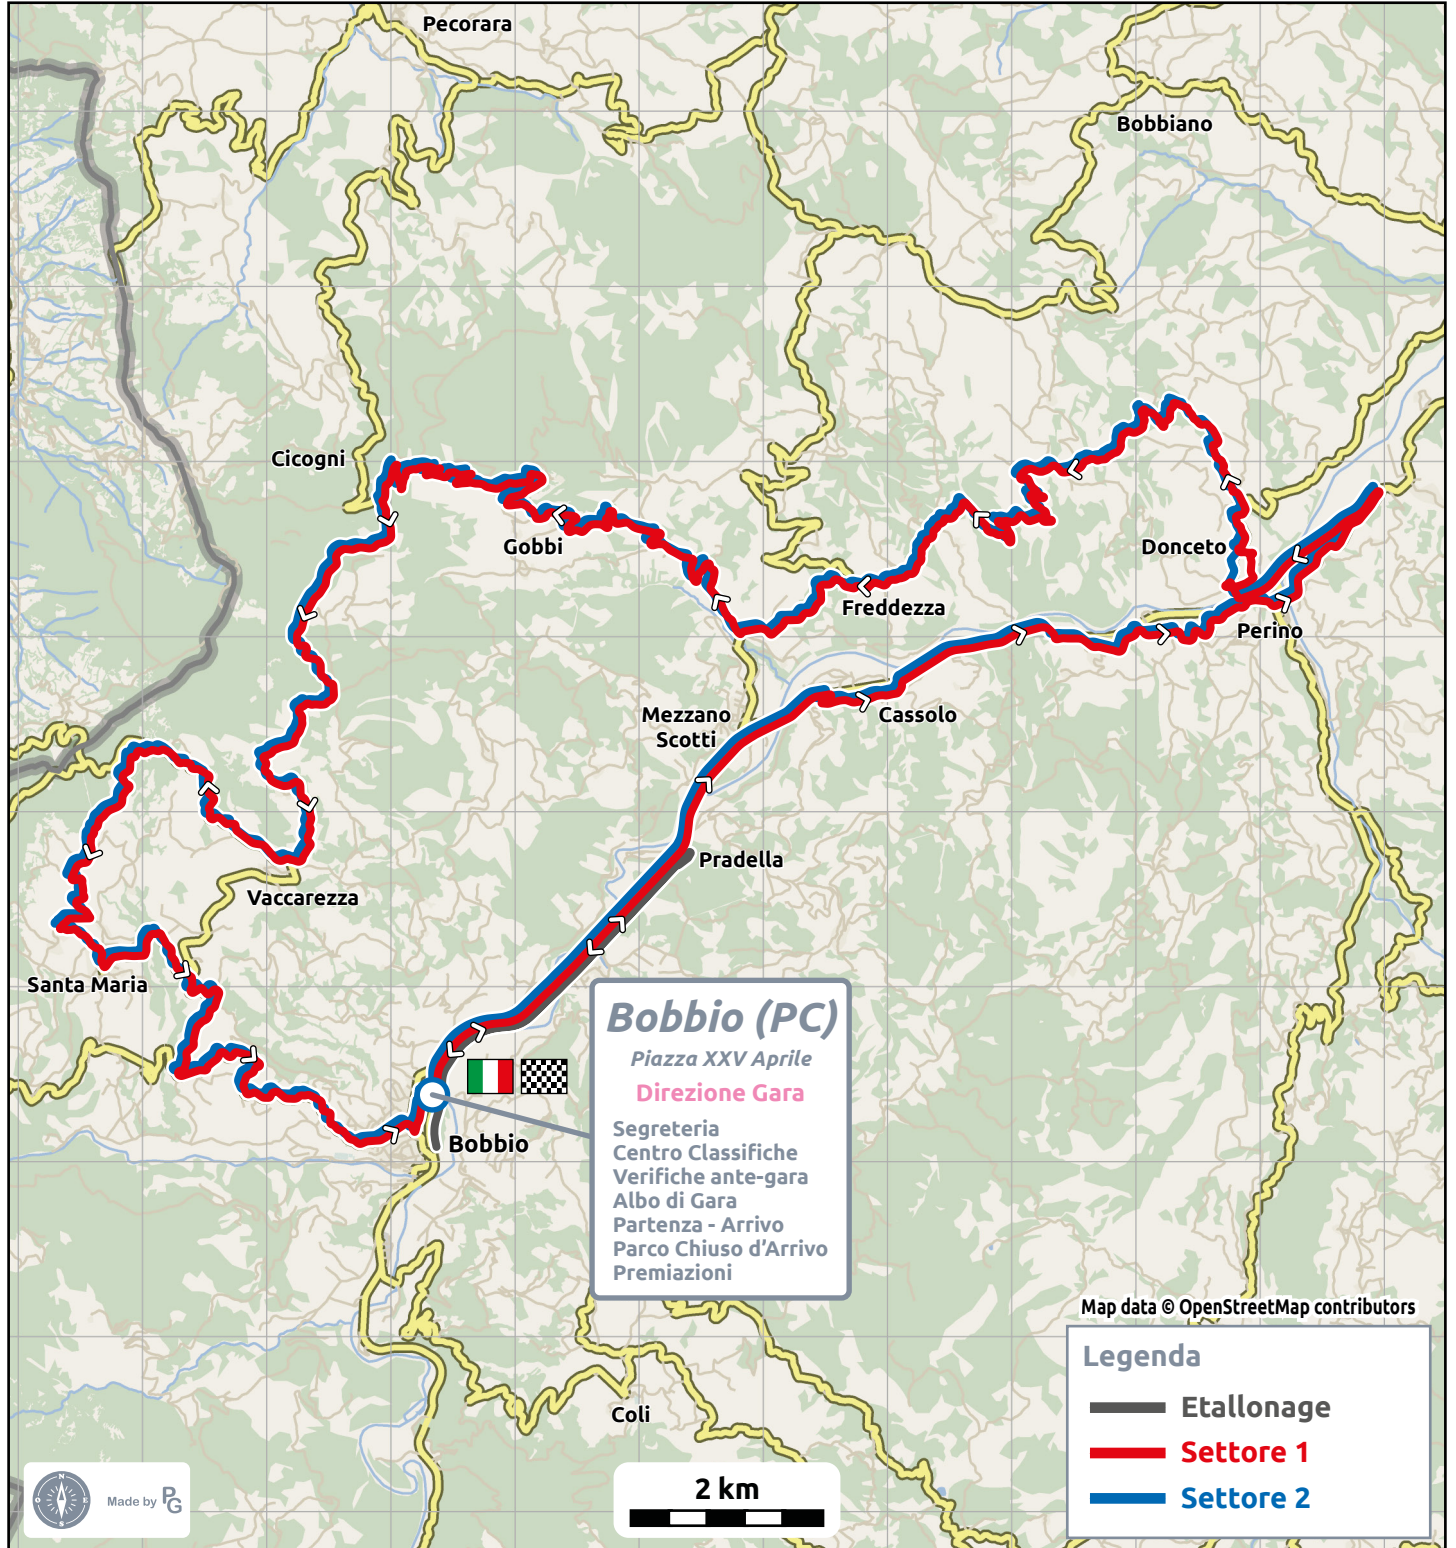 Pecorara
Bobbiano
Cicogni
Gobbi
Donceto
Freddezza
Perino
Mezzano
Scotti
Cassolo
Pradella
Vaccarezza
Santa Maria
Bobbio (PC)
Piazza XXV Aprile
Direzione Gara
Segreteria
Centro Classifiche
Verifiche ante-gara
Albo di Gara
Partenza - Arrivo
Parco Chiuso d'Arrivo
Premiazioni
Bobbio
Map data © OpenStreetMap contributors
Legenda
Etallonage
Settore 1
Settore 2
Coli
2 km
N
O
E
S
Made by PG